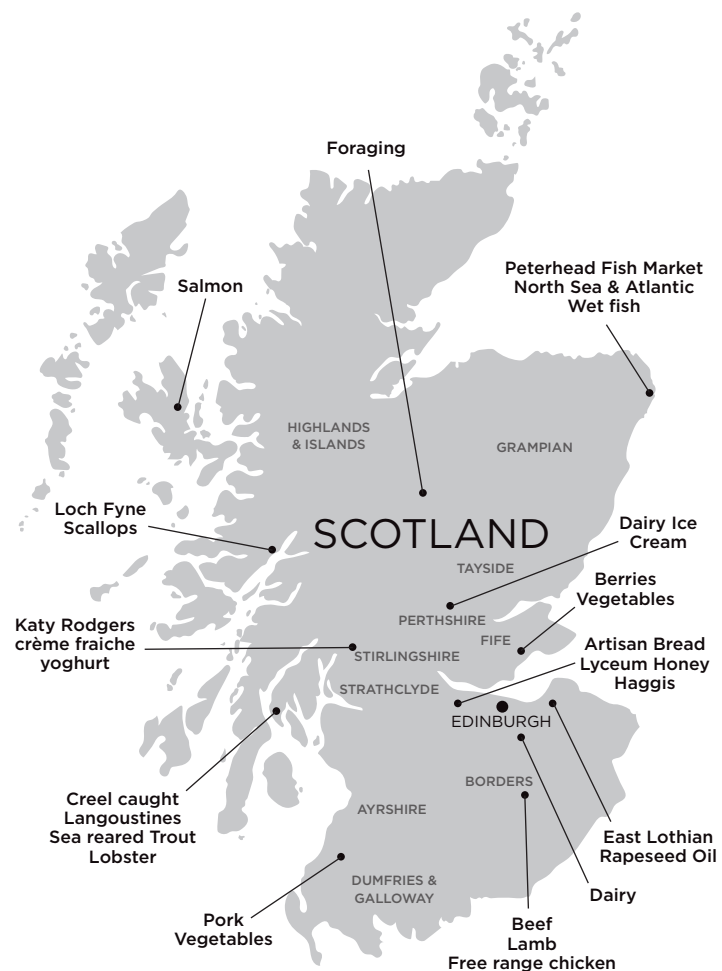 Foraging
Peterhead Fish Market
North Sea & Atlantic
Wet fish
Salmon
HIGHLANDS
& ISLANDS
GRAMPIAN
Loch Fyne
Scallops
SCOTLAND
Dairy Ice
Cream
TAYSIDE
Berries
Vegetables
PERTHSHIRE
Katy Rodgers
crème fraiche
yoghurt
FIFE
STIRLINGSHIRE
Artisan Bread
Lyceum Honey
Haggis
STRATHCLYDE
EDINBURGH
BORDERS
Creel caught
Langoustines
Sea reared Trout
Lobster
AYRSHIRE
East Lothian
Rapeseed Oil
DUMFRIES &
GALLOWAY
Dairy
Pork
Vegetables
Beef
Lamb
Free range chicken